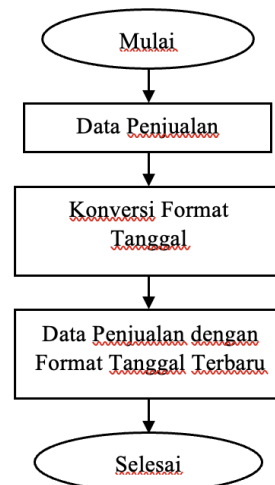 Mulai
Data Penjualan
Konversi Format
Tanggal
Data Penjualan dengan
Format Tanggal Terbaru
Selesai